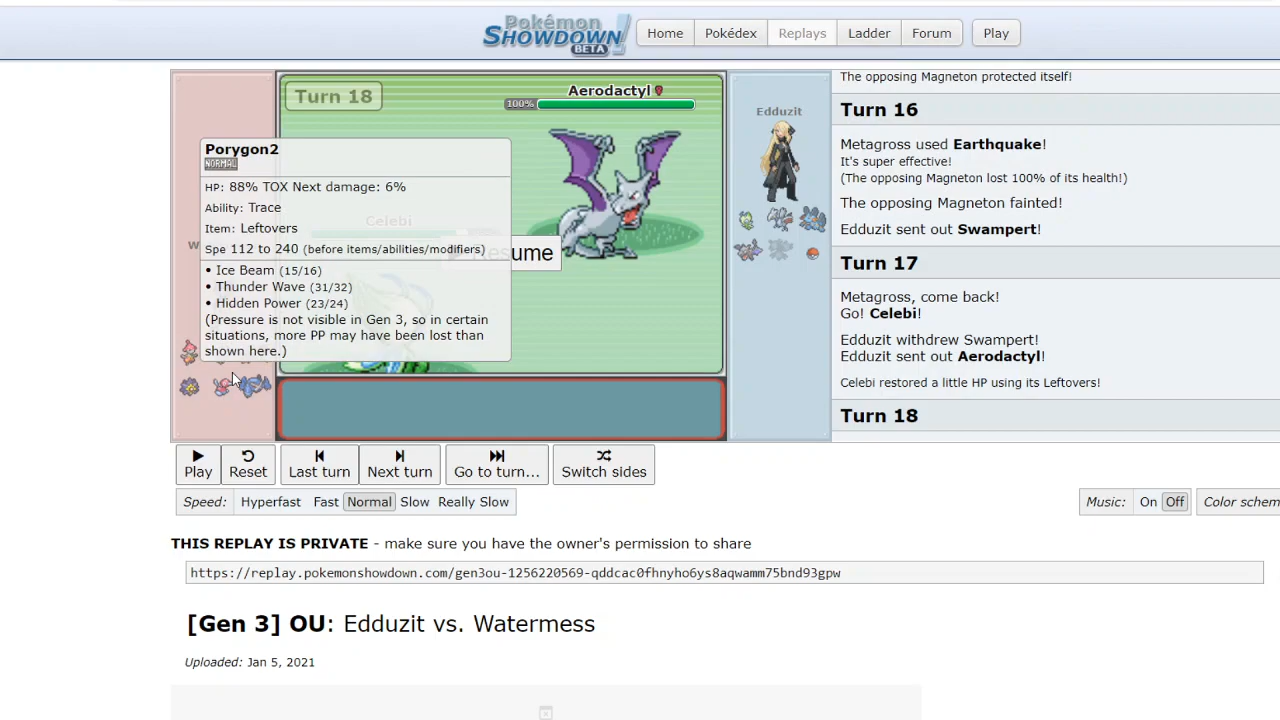 Pokémon
SHOWDOWN!
BETA
Home
Pokédex
Replays
Ladder
Forum
Play
Turn 18
Aerodactyl
100%
Porygon2
NORMAL
HP: 88% TOX Next damage: 6%
Ability: Trace
Item: Leftovers
Spe 112 to 240 (before items/abilities/modifiers)
• Ice Beam (15/16)
• Thunder Wave (31/32)
• Hidden Power (23/24)
(Pressure is not visible in Gen 3, so in certain
situations, more PP may have been lost than
shown here.)
Celebi
W
sume
Edduzit
The opposing Magneton protected itself!
Turn 16
Metagross used Earthquake!
It's super effective!
(The opposing Magneton lost 100% of its health!)
The opposing Magneton fainted!
Edduzit sent out Swampert!
Turn 17
Metagross, come back!
Go! Celebi!
Edduzit withdrew Swampert!
Edduzit sent out Aerodactyl!
Celebi restored a little HP using its Leftovers!
Turn 18
Play
Reset
Last turn
Next turn
Go to turn...
Switch sides
Speed: Hyperfast Fast Normal Slow Really Slow
Music: On Off
Color schem
THIS REPLAY IS PRIVATE - make sure you have the owner's permission to share
https://replay.pokemonshowdown.com/gen3ou-1256220569-qddcac0fhnyho6ys8aqwamm75bnd93gpw
[Gen 3] OU: Edduzit vs. Watermess
Uploaded: Jan 5, 2021